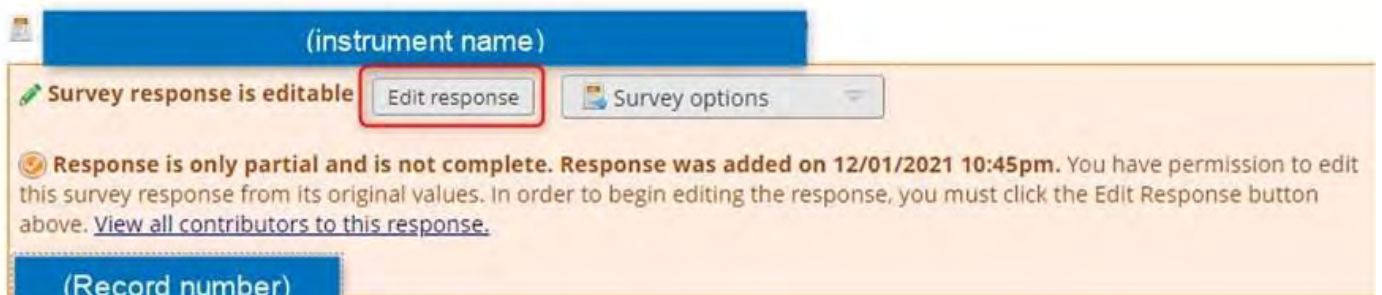 (instrument name)
Survey response is editable Edit response Survey options
Response is only partial and is not complete. Response was added on 12/01/2021 10:45pm. You have permission to edit
this survey response from its original values. In order to begin editing the response, you must click the Edit Response button
above. View all contributors to this response.
(Record number)